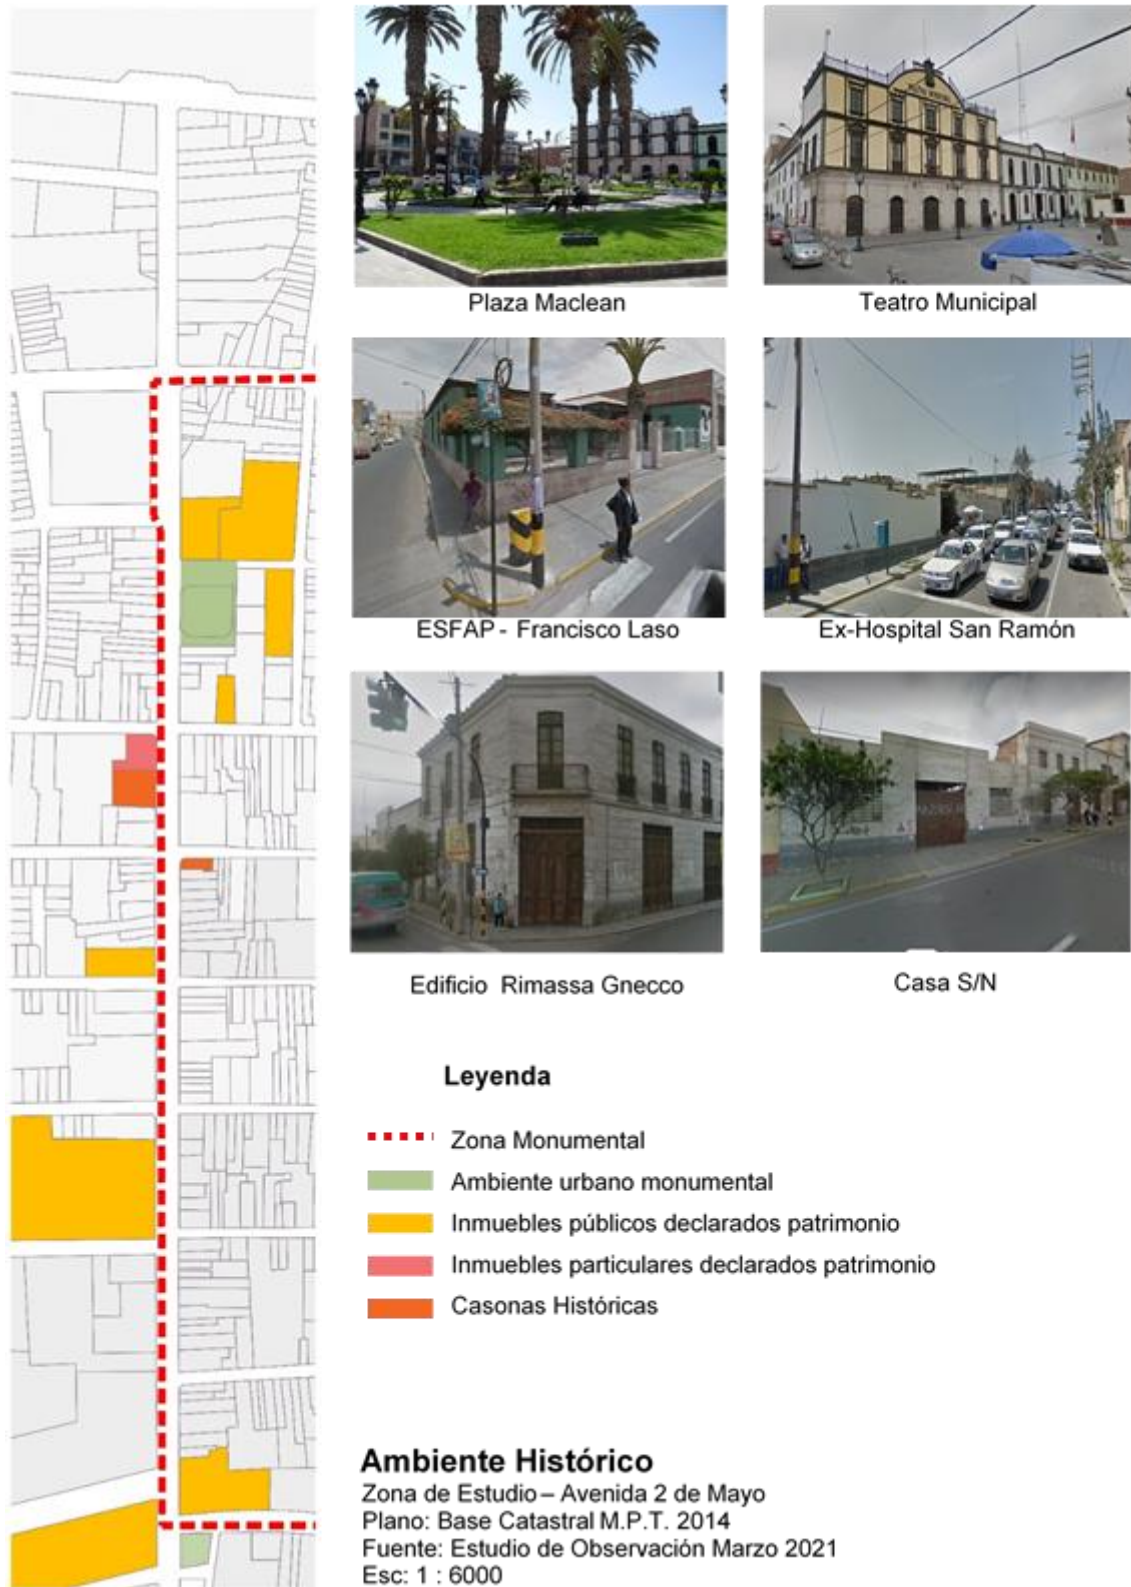 Plaza Maclean
Teatro Municipal
ESFAP - Francisco Laso
Ex-Hospital San Ramón
Edificio Rimassa Gnecco
Casa S/N
Leyenda
Zona Monumental
Ambiente urbano monumental
Inmuebles públicos declarados patrimonio
Inmuebles particulares declarados patrimonio
Casonas Históricas
Ambiente Histórico
Zona de Estudio – Avenida 2 de Mayo
Plano: Base Catastral M.P.T. 2014
Fuente: Estudio de Observación Marzo 2021
Esc: 1 : 6000